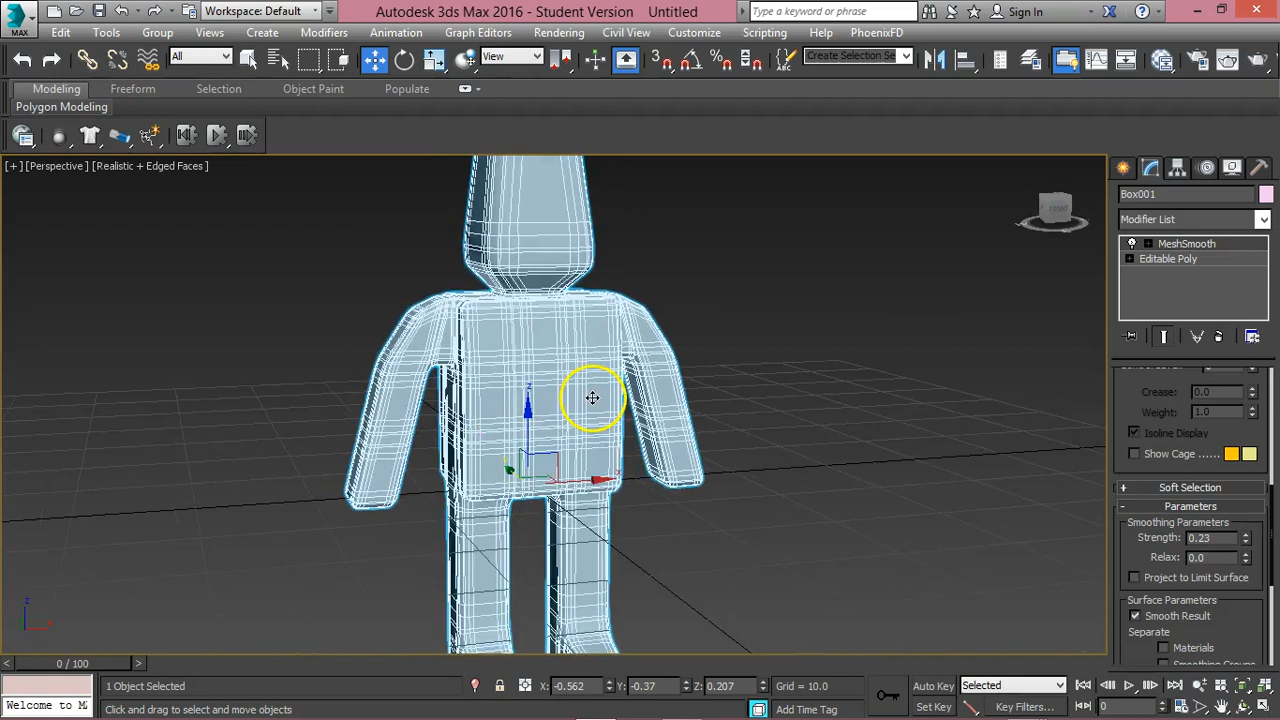 Workspace: Default
Autodesk 3ds Max 2016 - Student Version Untitled
Type a keyword or phrase
Sign In
MAX
Edit Tools Group Views Create Modifiers Animation Graph Editors Rendering Civil View Customize Scripting Help PhoenixFD
All
View
Create Selection Se
Modeling Freeform Selection Object Paint Populate
Polygon Modeling
[+] [Perspective] [Realistic + Edged Faces]
FRONT
Box001
Modifier List
MeshSmooth
Editable Poly
Crease: 0.0
Weight: 1.0
Isoline Display
Show Cage
+ Soft Selection
- Parameters
Smoothing Parameters
Strength: 0.23
Relax: 0.0
Project to Limit Surface
Surface Parameters
Smooth Result
Separate
Materials
Smoothing Groups
z
x
z
< 0 / 100 >
1 Object Selected
X: -0.562 Y: -0.37 Z: 0.207
Grid = 10.0
Auto Key
Selected
Welcome to M
Click and drag to select and move objects
Add Time Tag
Set Key
Key Filters...
0